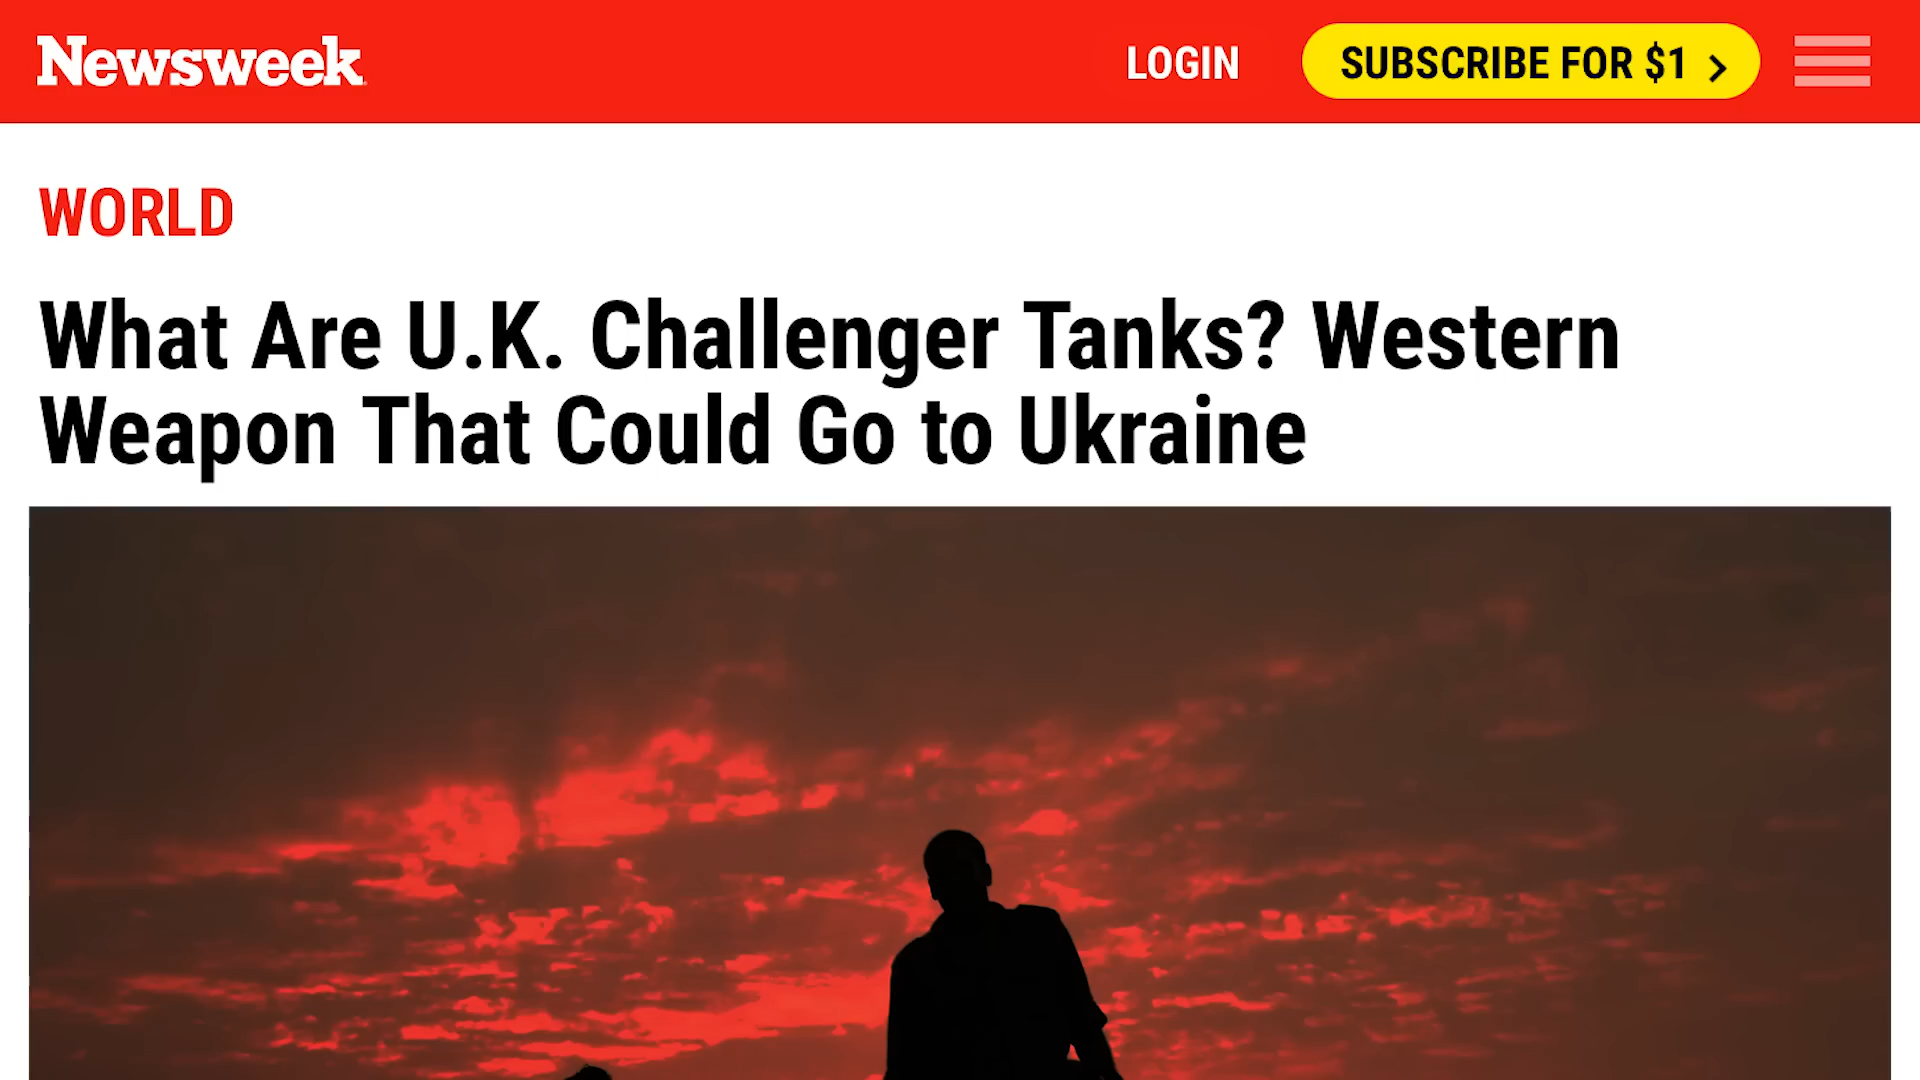 Newsweek
LOGIN
SUBSCRIBE FOR $1
WORLD
What Are U.K. Challenger Tanks? Western
Weapon That Could Go to Ukraine